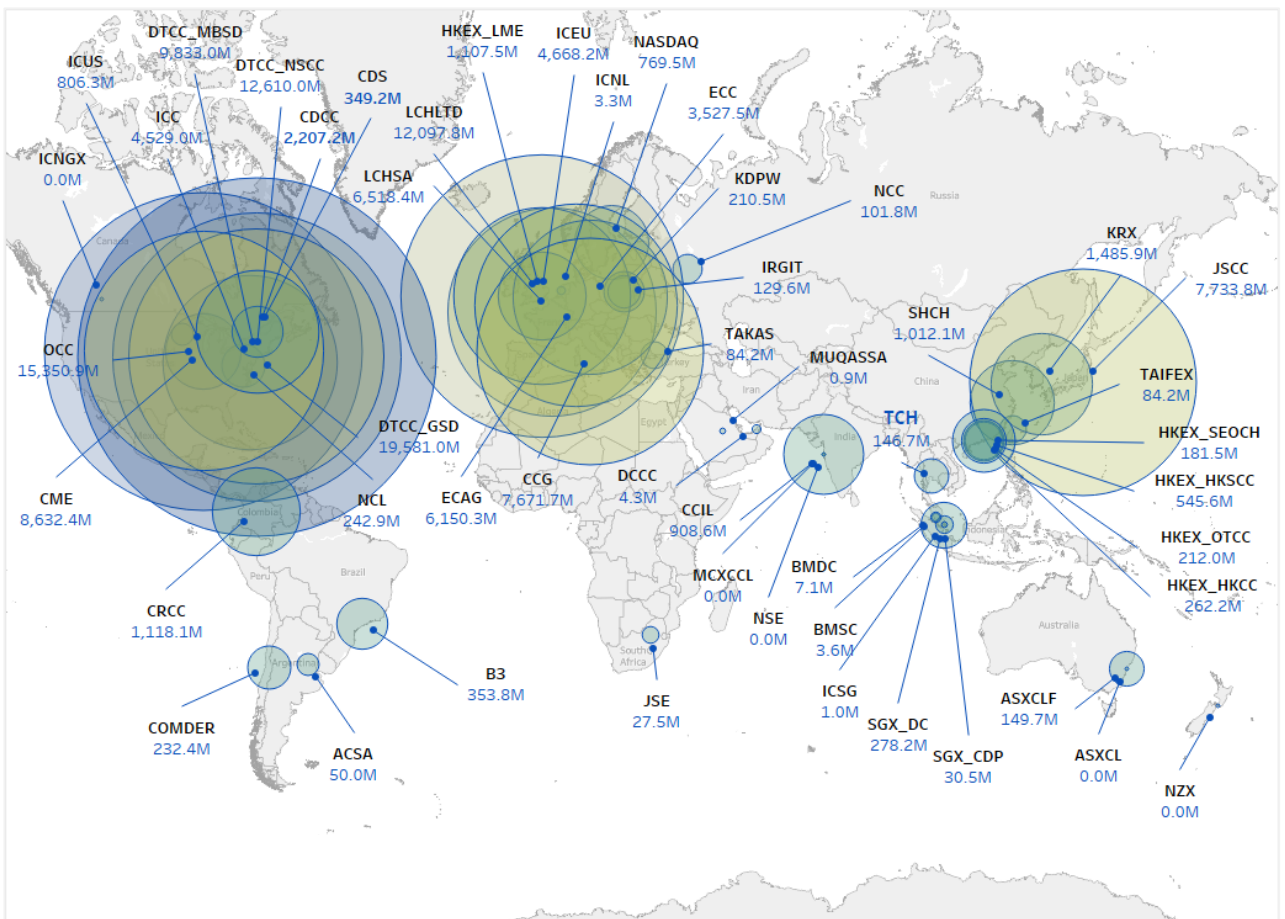 DTCC_MBSD
9,833.0M
HKEX_LME
1,107.5M
ICEU
4,668.2M
NASDAQ
769.5M
ICUS
806.3M
DTCC_NSCC
12,610.0M
CDS
349.2M
ICNL
3.3M
ECC
3,527.5M
ICC
4,529.0M
CDCC
2,207.2M
LCHLTD
12,097.8M
ICNGX
0.0M
LCHSA
6,518.4M
KDPW
210.5M
NCC
101.8M
Russia
Canada
KRX
1,485.9M
JSCC
7,733.8M
IRGIT
129.6M
SHCH
1,012.1M
OCC
15,350.9M
TAKAS
84.2M
MUQASSA
0.9M
Turkey
Iran
China
Japan
TAIFEX
84.2M
Algeria
Egypt
India
TCH
146.7M
DTCC_GSD
19,581.0M
HKEX_SEOCH
181.5M
CME
8,632.4M
NCL
242.9M
ECAG
6,150.3M
CCG
7,671.7M
DCCC
4.3M
CCIL
908.6M
HKEX_HKSCC
545.6M
Colombia
Indonesia
HKEX_OTCC
212.0M
MCXCCL
0.0M
BMDC
7.1M
HKEX_HKCC
262.2M
Peru
Brazil
CRCC
1,118.1M
NSE
0.0M
BMSC
3.6M
Australia
South
Africa
Argentina
B3
353.8M
JSE
27.5M
ICSG
1.0M
ASXCLF
149.7M
COMDER
232.4M
ACSA
50.0M
SGX_DC
278.2M
SGX_CDP
30.5M
ASXCL
0.0M
NZX
0.0M